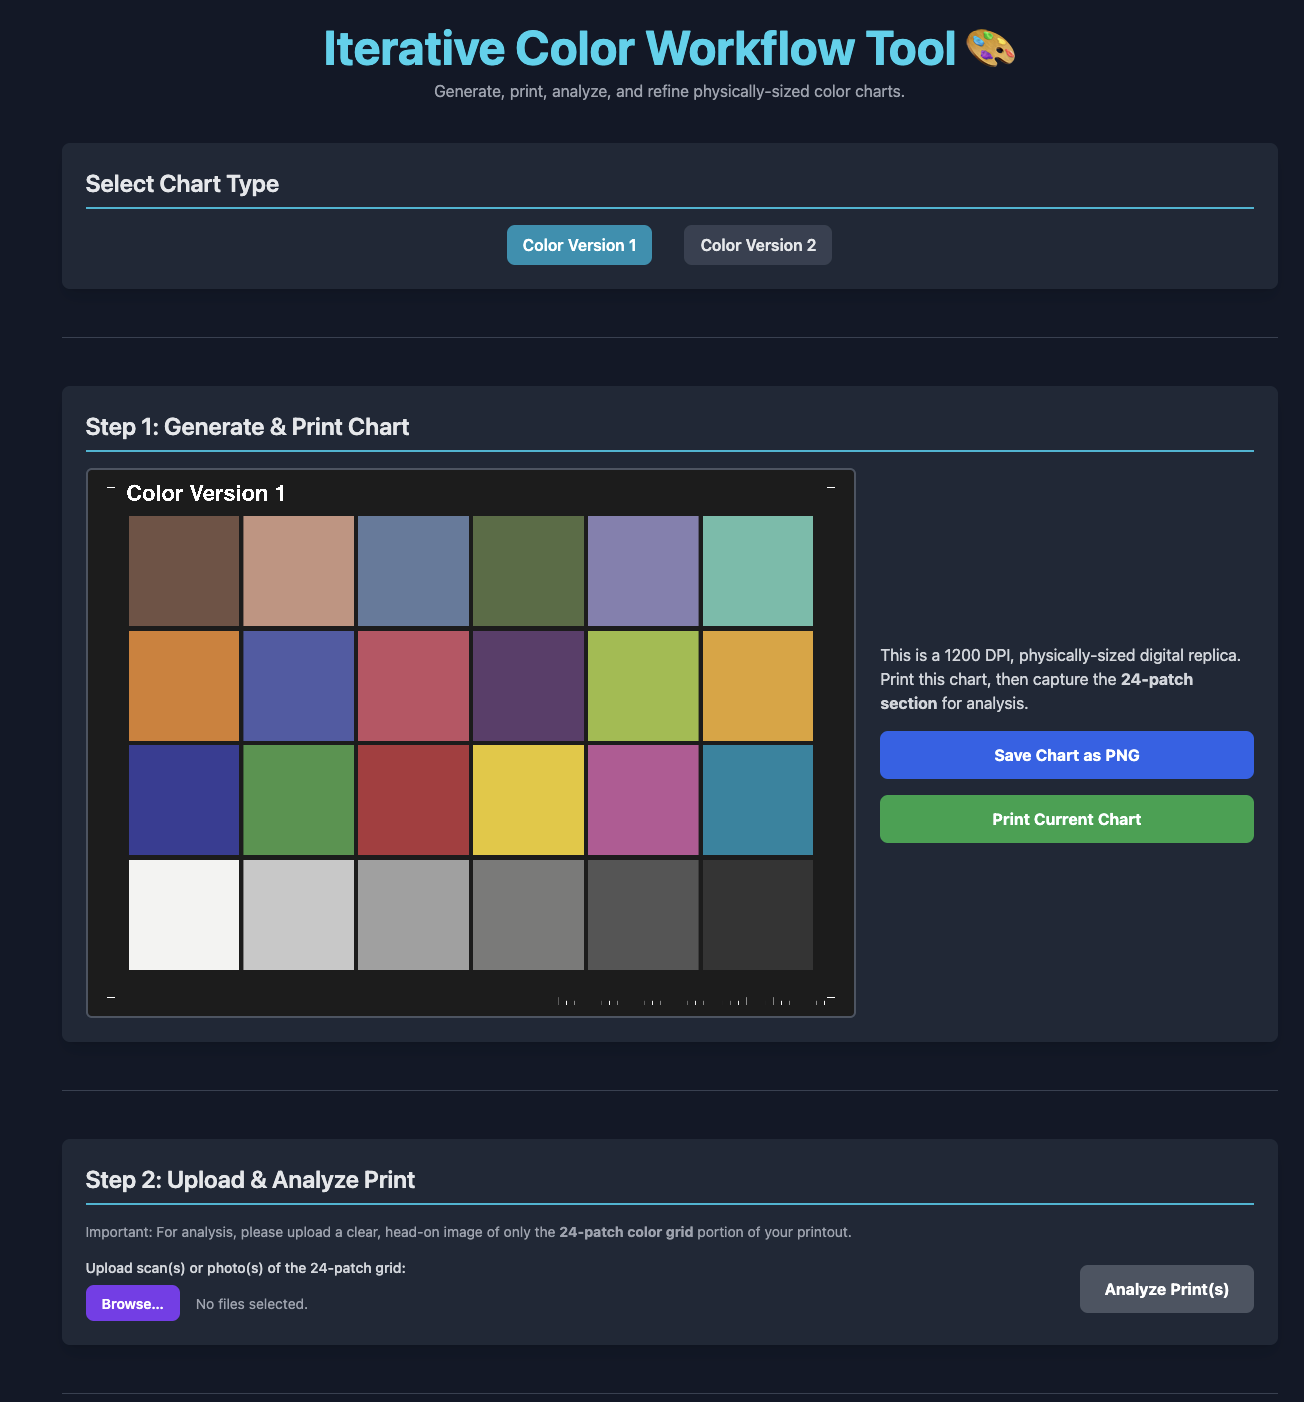 Iterative Color Workflow Tool 🎨
Generate, print, analyze, and refine physically-sized color charts.
Select Chart Type
Color Version 1
Color Version 2
Step 1: Generate & Print Chart
Color Version 1
This is a 1200 DPI, physically-sized digital replica.
Print this chart, then capture the 24-patch
section for analysis.
Save Chart as PNG
Print Current Chart
Step 2: Upload & Analyze Print
Important: For analysis, please upload a clear, head-on image of only the 24-patch color grid portion of your printout.
Upload scan(s) or photo(s) of the 24-patch grid:
Browse...
No files selected.
Analyze Print(s)